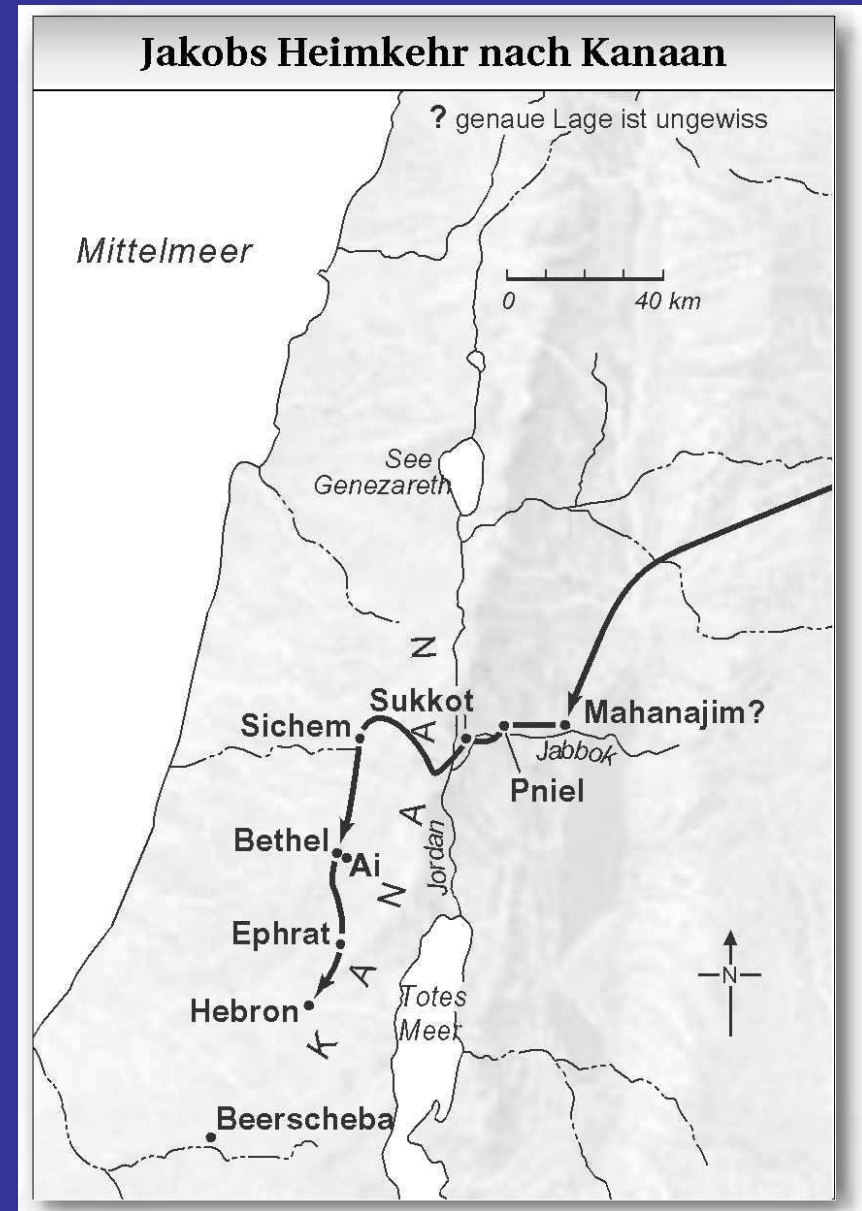 Jakobs Heimkehr nach Kanaan
? genaue Lage ist ungewiss
Mittelmeer
0 40 km
See
Genezareth
Sukkot
Mahanajim?
Sichem
Jabbok
Pniel
Bethel
Ai
Jordan
KANAAN
Ephrat
N
Totes
Meer
Hebron
Beerscheba